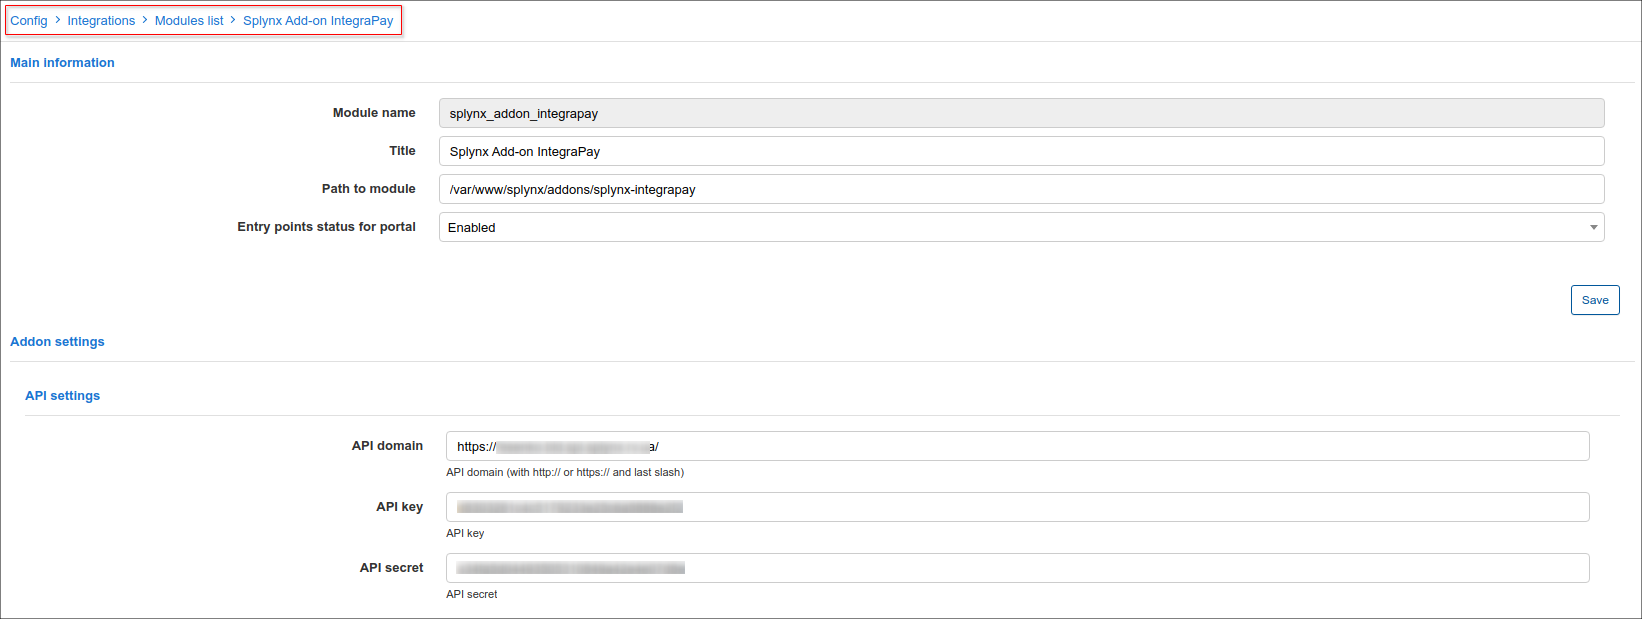 Config > Integrations > Modules list > Splynx Add-on IntegraPay
Main information
Module name splynx_addon_integrapay
Title Splynx Add-on IntegraPay
Path to module /var/www/splynx/addons/splynx-integrapay
Entry points status for portal Enabled
Save
Addon settings
API settings
API domain https:// a/
API domain (with http:// or https:// and last slash)
API key
API key
API secret
API secret